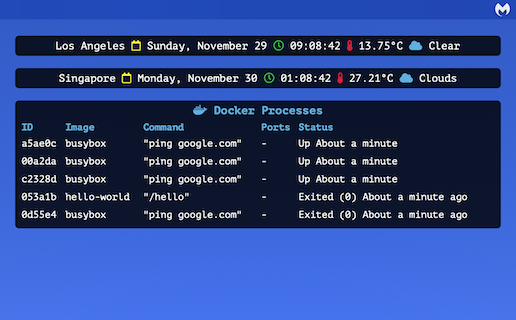 Los Angeles Sunday, November 29 09:08:42 13.75°C Clear
Singapore Monday, November 30 01:08:42 27.21°C Clouds
Docker Processes
ID Image Command Ports Status
a5ae0c busybox "ping google.com" - Up About a minute
00a2da busybox "ping google.com" - Up About a minute
c2328d busybox "ping google.com" - Up About a minute
053a1b hello-world "/hello" - Exited (0) About a minute ago
0d55e4 busybox "ping google.com" - Exited (0) About a minute ago